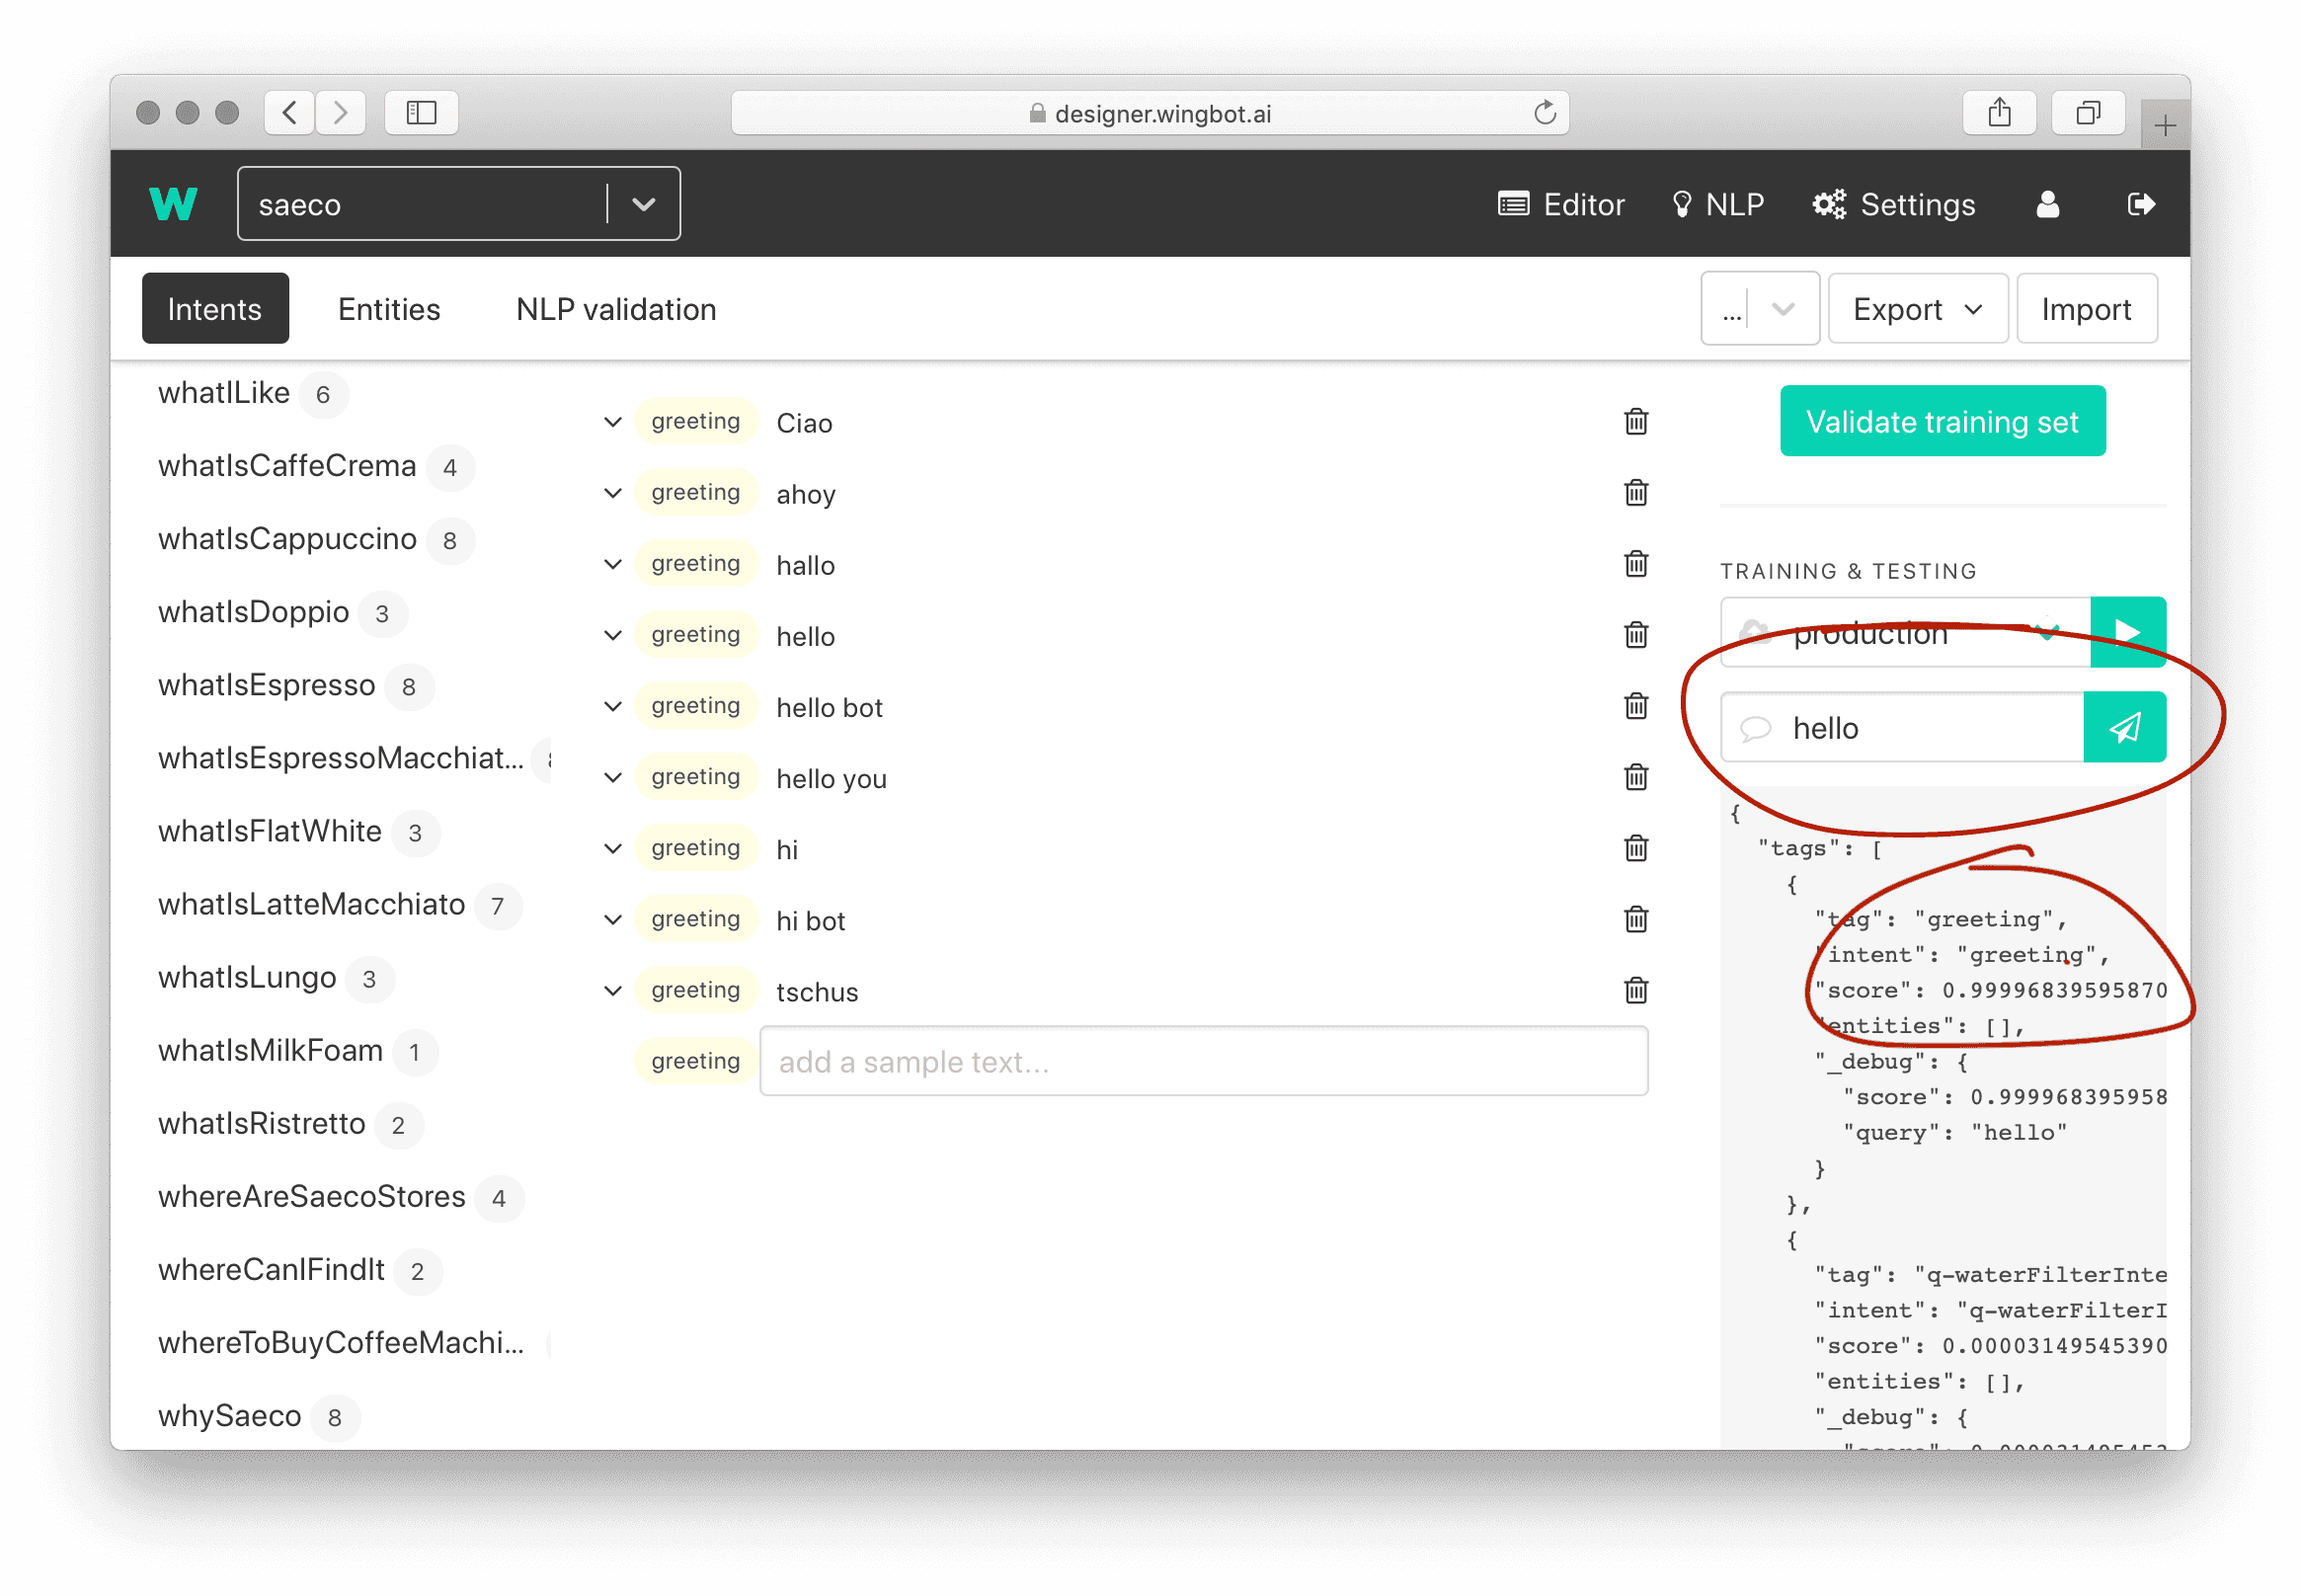 designer.wingbot.ai
W saeco Editor NLP Settings
Intents Entities NLP validation ... Export Import
whatILike 6
whatIsCaffeCrema 4
whatIsCappuccino 8
whatIsDoppio 3
whatIsEspresso 8
whatIsEspressoMacchiat...
whatIsFlatWhite 3
whatIsLatteMacchiato 7
whatIsLungo 3
whatIsMilkFoam 1
whatIsRistretto 2
whereAreSaecoStores 4
whereCanIFindIt 2
whereToBuyCoffeeMachi...
whySaeco 8
greeting Ciao
greeting ahoy
greeting hallo
greeting hello
greeting hello bot
greeting hello you
greeting hi
greeting hi bot
greeting tschus
greeting add a sample text...
Validate training set
TRAINING & TESTING
production
hello
{
"tags": [
{
"tag": "greeting",
"intent": "greeting",
"score": 0.99996839595870
"entities": [],
"_debug": {
"score": 0.999968395958
"query": "hello"
}
},
{
"tag": "q-waterFilterInte
"intent": "q-waterFilterI
"score": 0.00003149545390
"entities": [],
"_debug": {